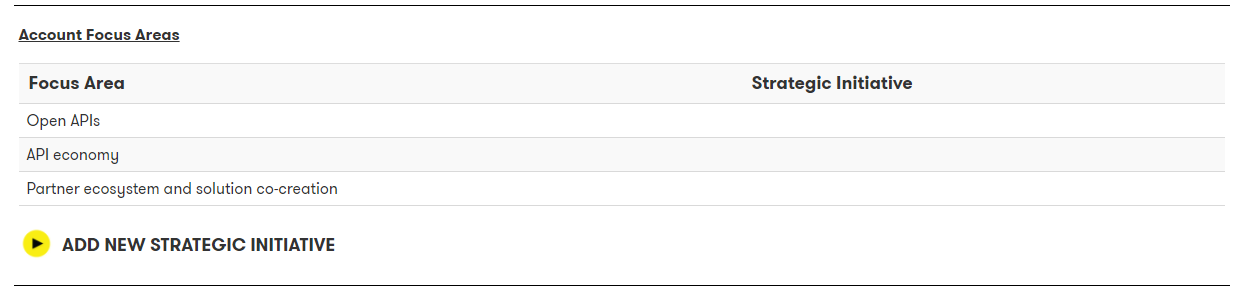 Account Focus Areas
Focus Area Strategic Initiative
Open APIs
API economy
Partner ecosystem and solution co-creation
ADD NEW STRATEGIC INITIATIVE